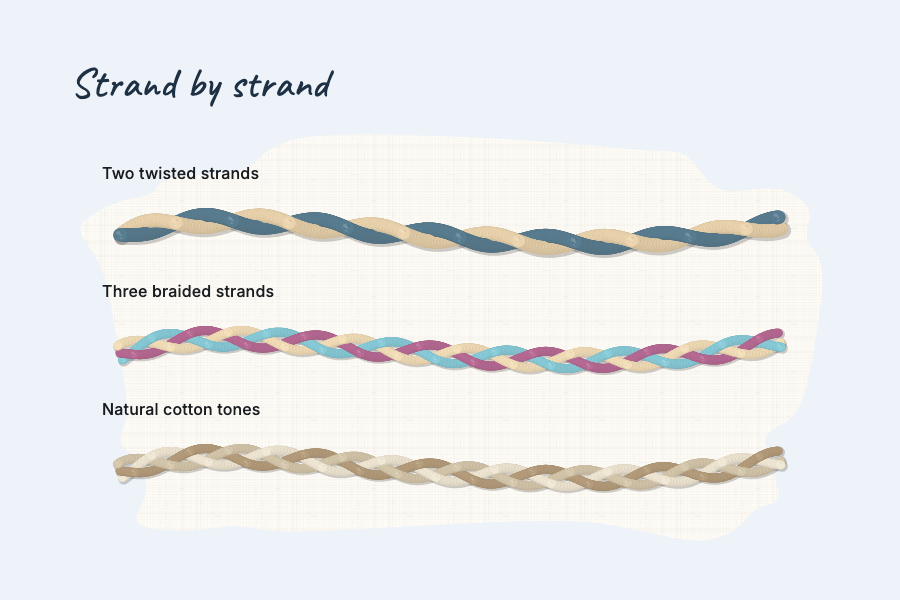 Strand by strand
Two twisted strands
Three braided strands
Natural cotton tones